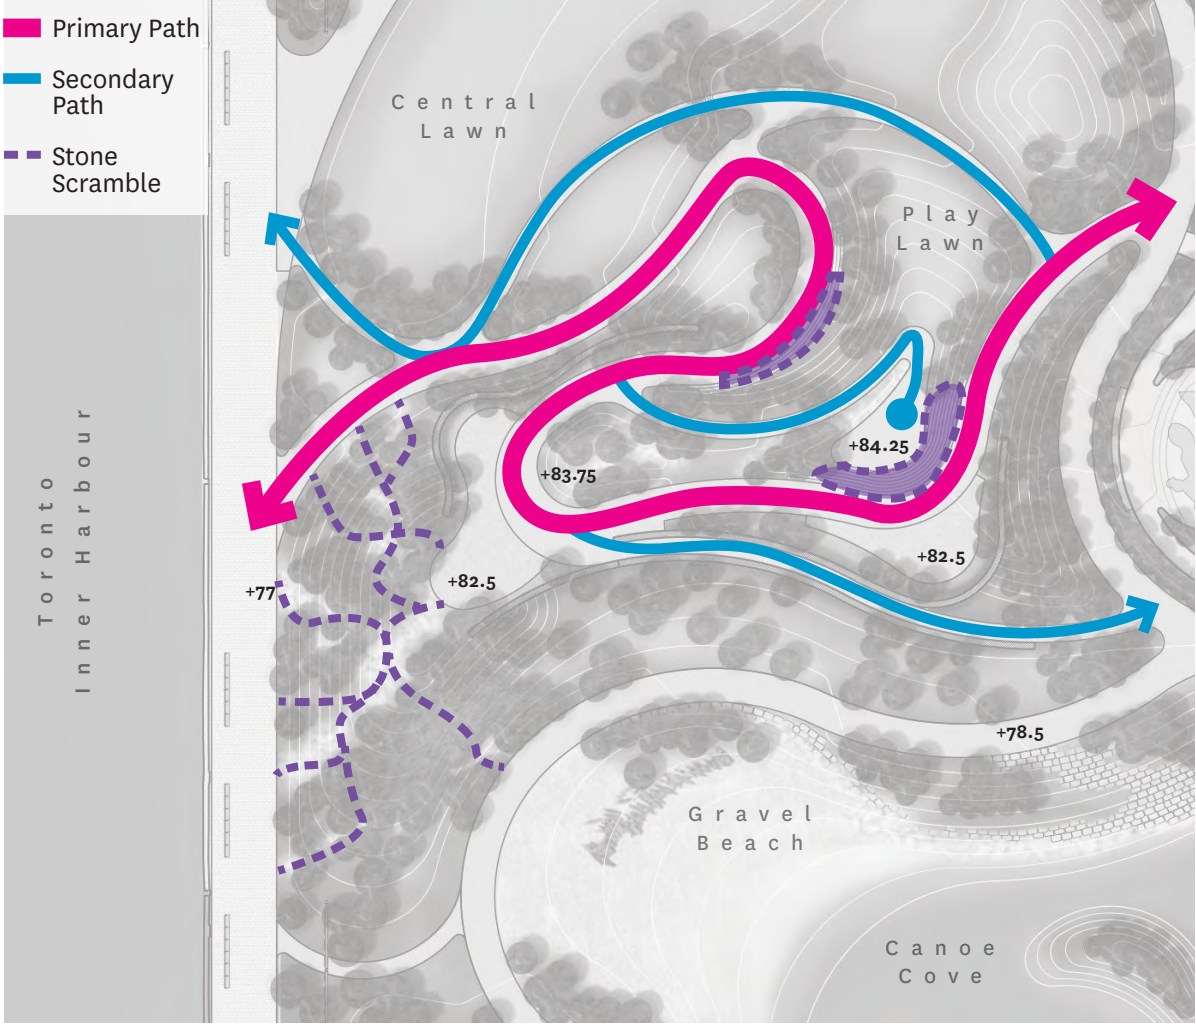 Primary Path
Secondary
Path
Stone
Scramble
Central
Lawn
Play
Lawn
+84.25
+83.75
+82.5
+82.5
+77
Toronto
Inner Harbour
+78.5
Gravel
Beach
Canoe
Cove